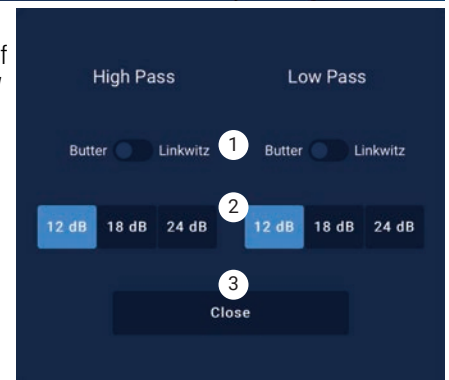 f
High Pass Low Pass
Butter Linkwitz 1 Butter Linkwitz
2
12 dB 18 dB 24 dB 12 dB 18 dB 24 dB
3
Close